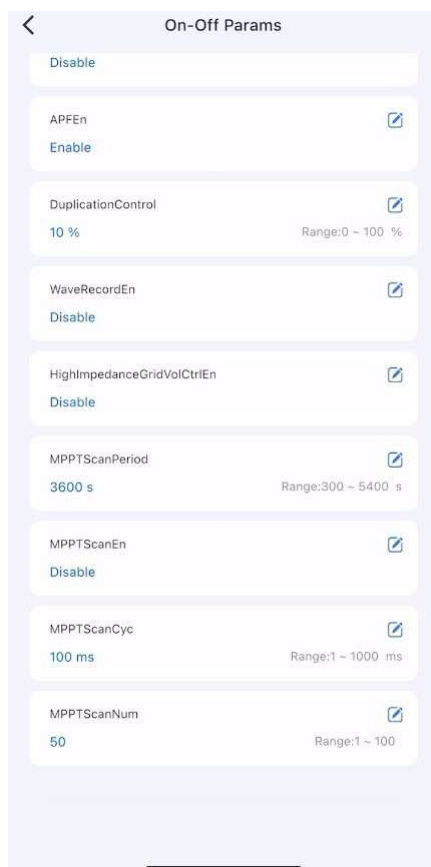 On-Off Params
Disable
APFEn
Enable
DuplicationControl
10 % Range:0 ~ 100 %
WaveRecordEn
Disable
HighImpedanceGridVolCtrlEn
Disable
MPPTScanPeriod
3600 s Range:300 ~ 5400 s
MPPTScanEn
Disable
MPPTScanCyc
100 ms Range:1 ~ 1000 ms
MPPTScanNum
50 Range:1 ~ 100